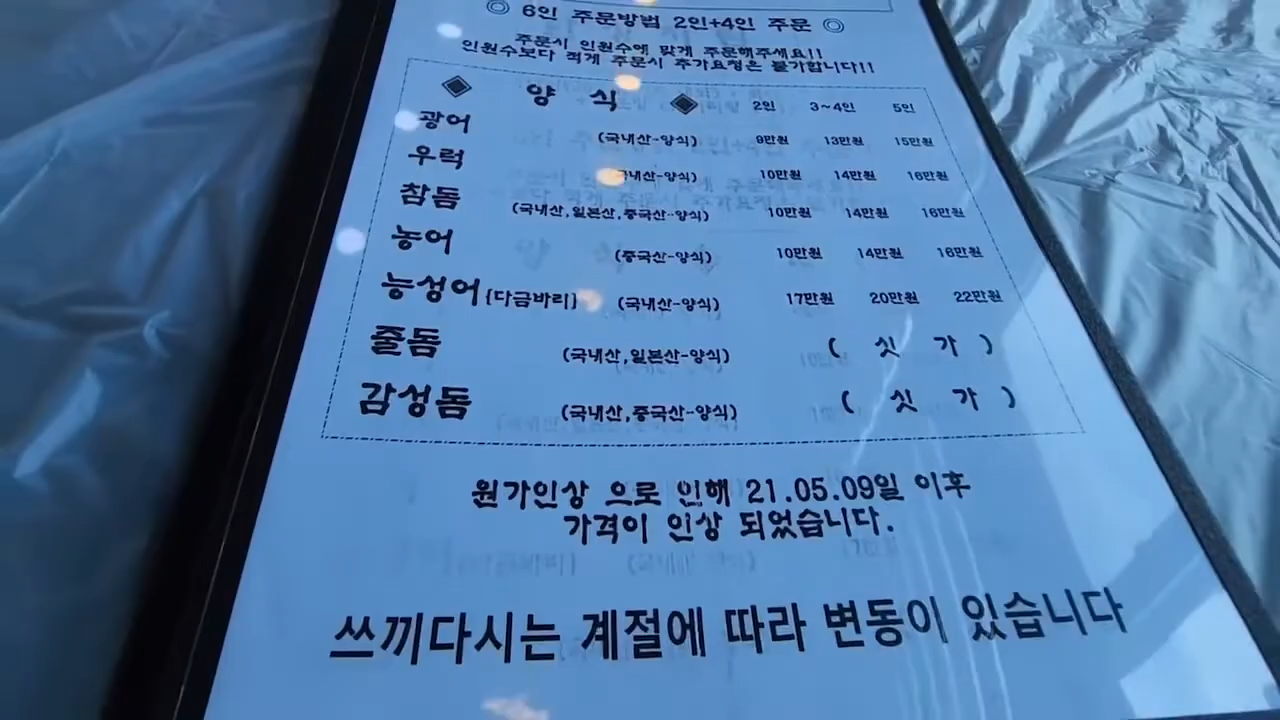 ◎ 6인 주문방법 2인+4인 주문 ◎
주문시 인원수에 맞게 주문해주세요!!
인원수보다 적게 주문시 추가요청은 불가합니다!!
◈ 양 식 ◈ 2인 3~4인 5인
광어 (국내산-양식) 9만원 13만원 15만원
우럭 (국내산-양식) 10만원 14만원 16만원
참돔 (국내산,일본산,중국산-양식) 10만원 14만원 16만원
농어 (중국산-양식) 10만원 14만원 16만원
능성어{다금바리} (국내산-양식) 17만원 20만원 22만원
줄돔 (국내산,일본산-양식) ( 싯 가 )
감성돔 (국내산,중국산-양식) ( 싯 가 )
원가인상 으로 인해 21.05.09일 이후
가격이 인상 되었습니다.
쓰끼다시는 계절에 따라 변동이 있습니다